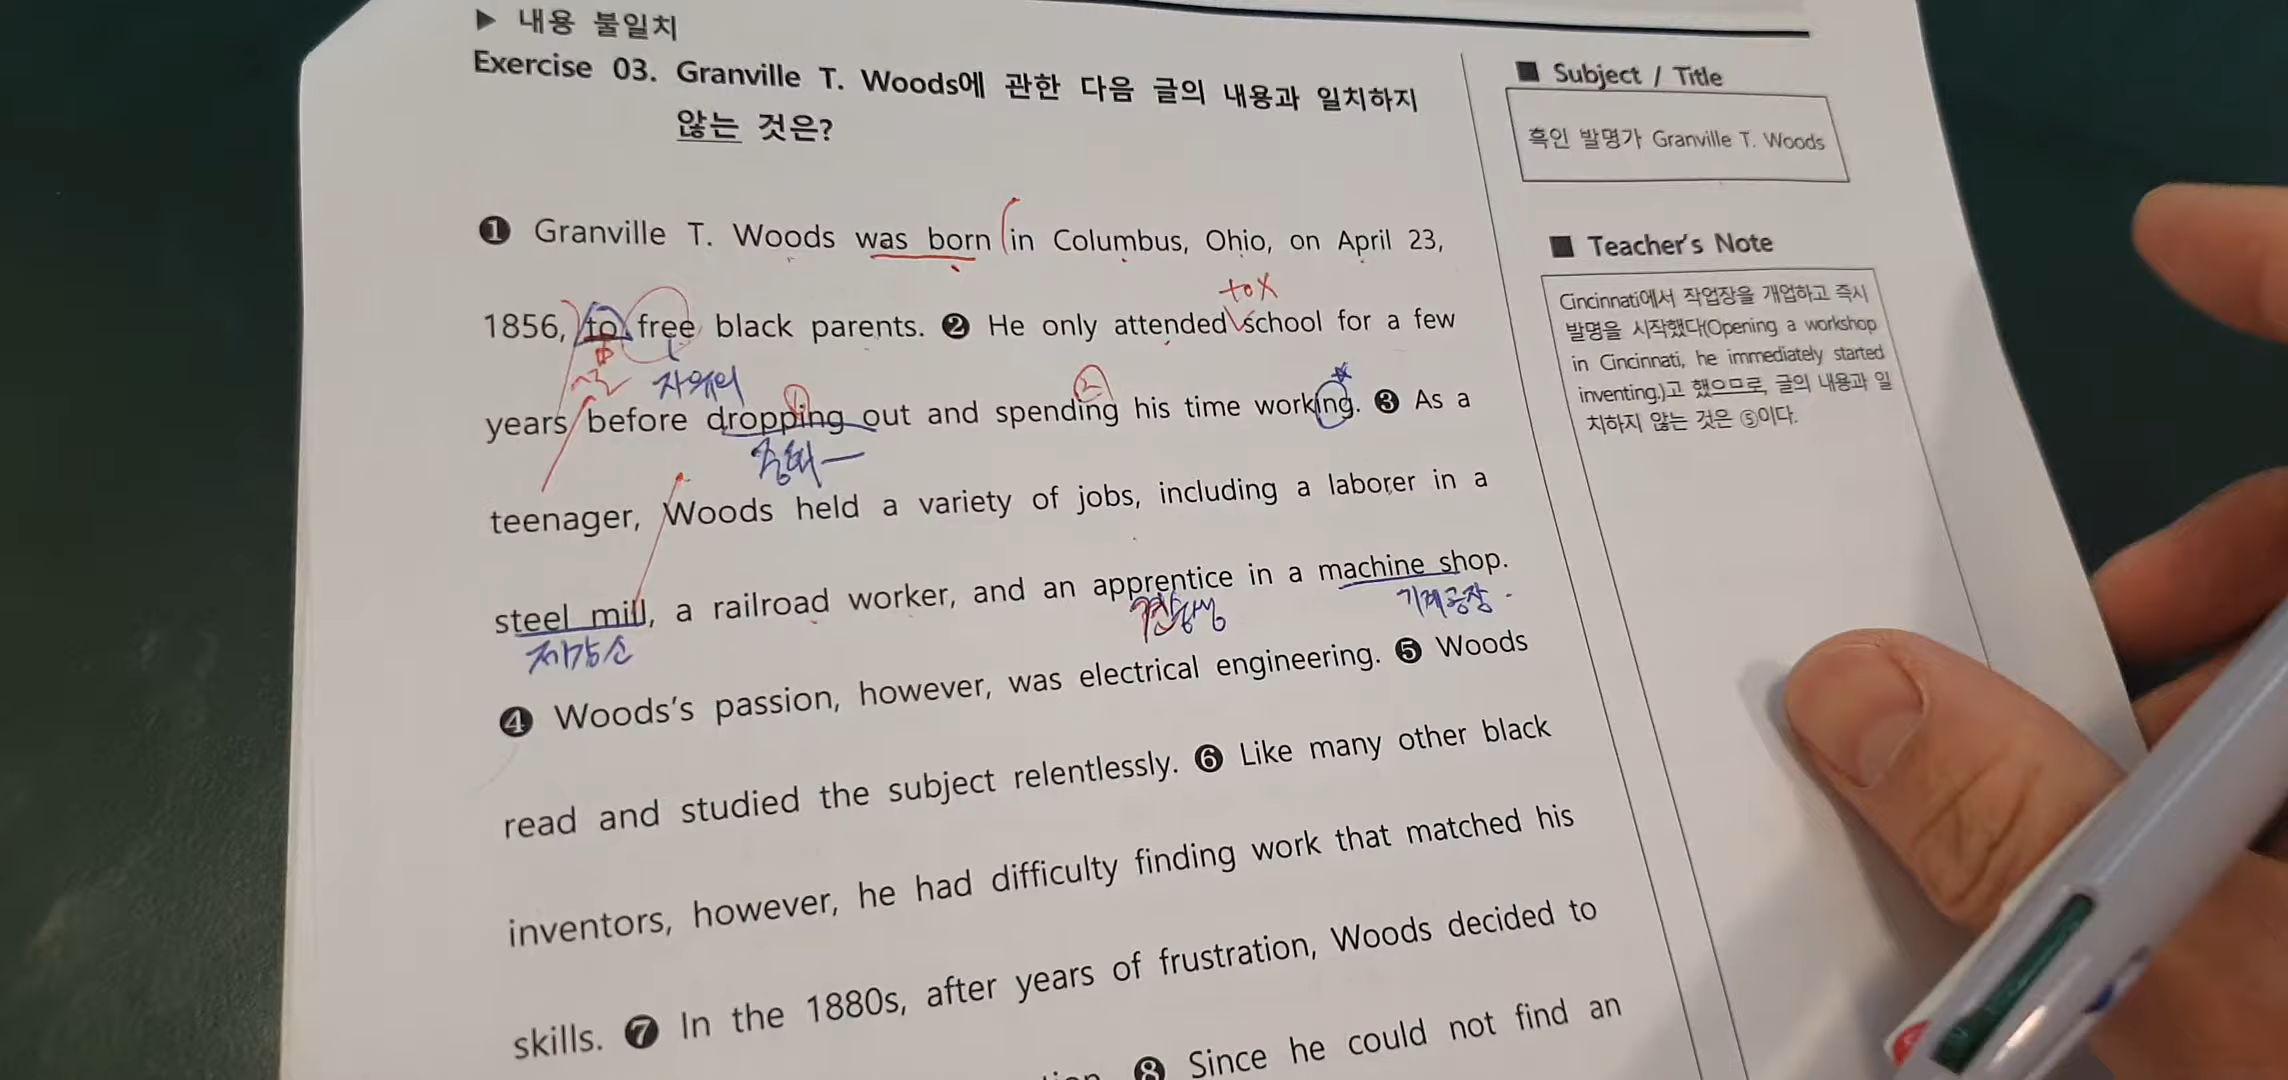 ▶ 내용 불일치
Exercise 03. Granville T. Woods에 관한 다음 글의 내용과 일치하지
않는 것은?
❶ Granville T. Woods was born in Columbus, Ohio, on April 23,
to X
1856, to free black parents. ❷ He only attended school for a few
자유의
years before dropping out and spending his time working. ❸ As a
teenager, Woods held a variety of jobs, including a laborer in a
steel mill, a railroad worker, and an apprentice in a machine shop.
제강소
견습생
기계공장
❹ Woods's passion, however, was electrical engineering. ❺ Woods
read and studied the subject relentlessly. ❻ Like many other black
inventors, however, he had difficulty finding work that matched his
skills. ❼ In the 1880s, after years of frustration, Woods decided to
❽ Since he could not find an
■ Subject / Title
흑인 발명가 Granville T. Woods
■ Teacher's Note
Cincinnati에서 작업장을 개업하고 즉시
발명을 시작했다(Opening a workshop
in Cincinnati, he immediately started
inventing.)고 했으므로, 글의 내용과 일
치하지 않는 것은 ⑤이다.